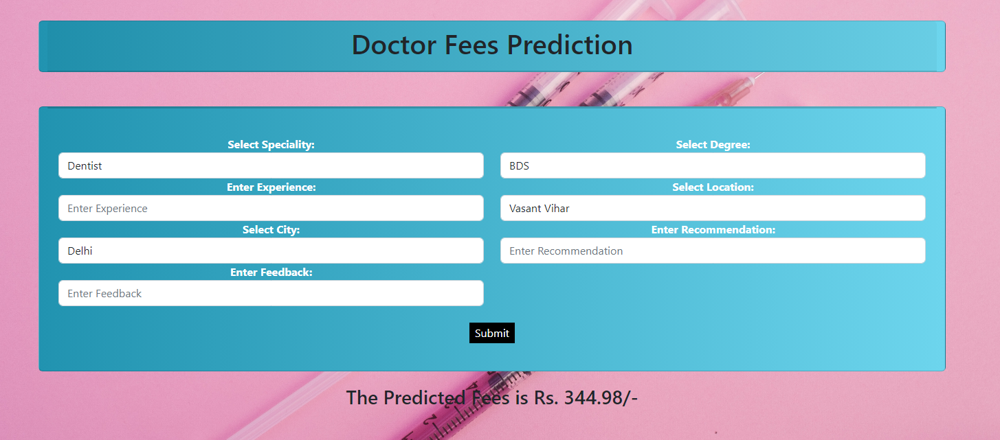 Doctor Fees Prediction
Select Speciality:
Select Degree:
Dentist
BDS
Enter Experience:
Select Location:
Enter Experience
Vasant Vihar
Select City:
Enter Recommendation:
Delhi
Enter Recommendation
Enter Feedback:
Enter Feedback
Submit
The Predicted Fees is Rs. 344.98/-